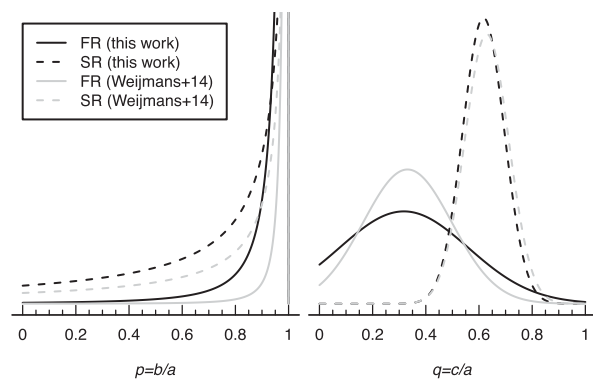 FR (this work)
SR (this work)
FR (Weijmans+14)
SR (Weijmans+14)
0 0.2 0.4 0.6 0.8 1
0 0.2 0.4 0.6 0.8 1
p=b/a
q=c/a